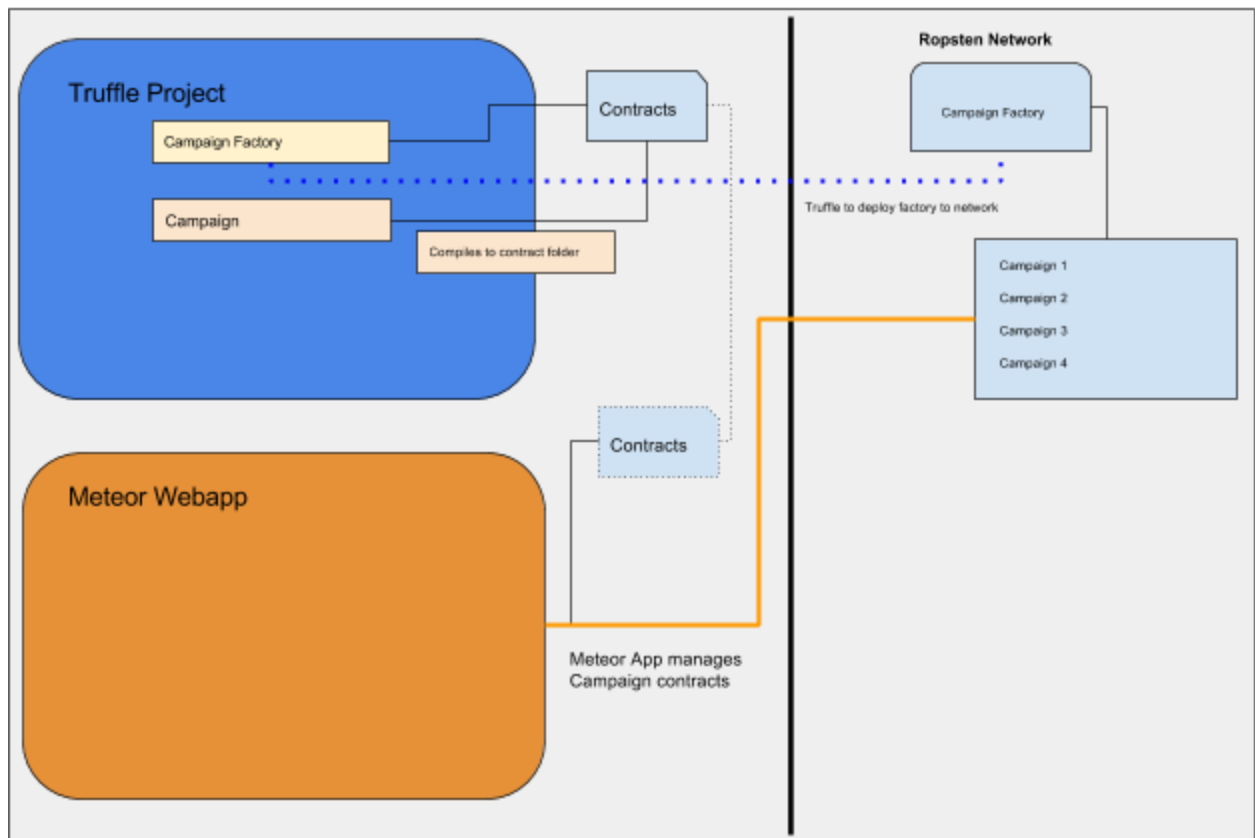 Truffle Project
Campaign Factory
Campaign
Compiles to contract folder
Contracts
Ropsten Network
Campaign Factory
Truffle to deploy factory to network
Campaign 1
Campaign 2
Campaign 3
Campaign 4
Contracts
Meteor Webapp
Meteor App manages
Campaign contracts